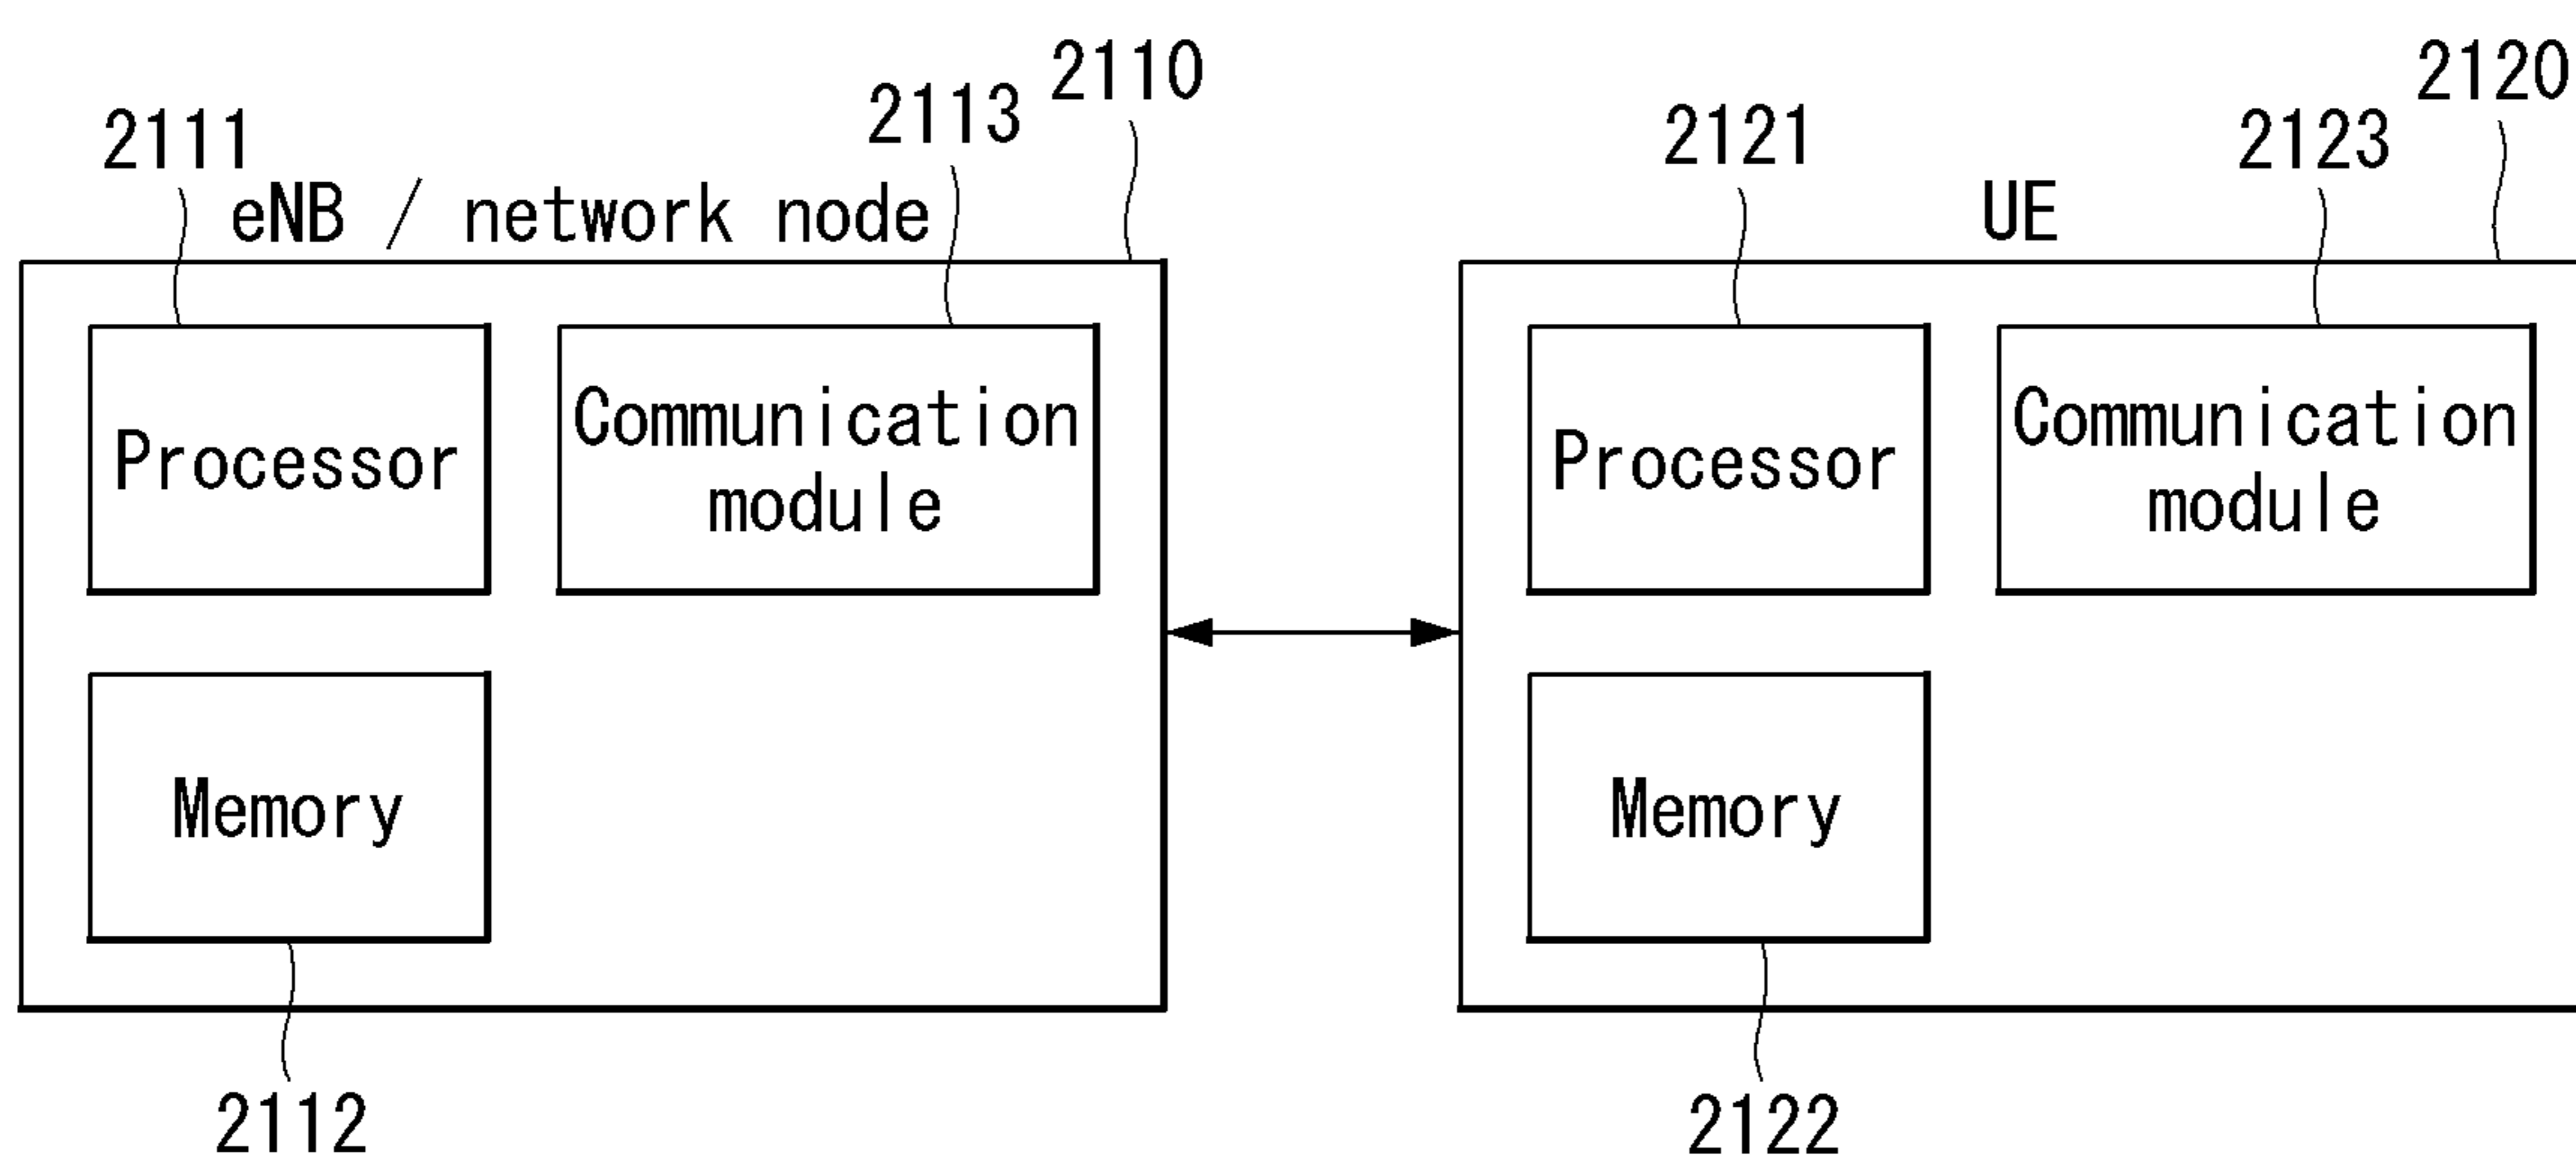 2110
2120
2113
2111
2121
2123
eNB / network node
UE
Processor
Communication
module
Processor
Communication
module
Memory
Memory
2112
2122